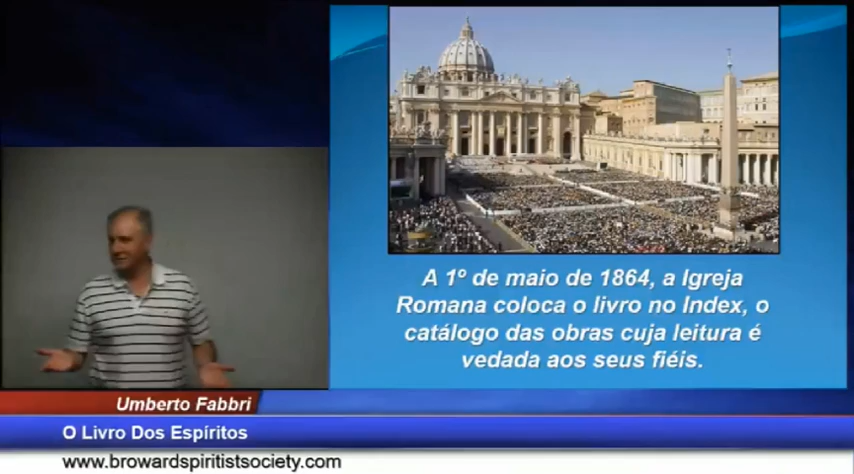 A 1º de maio de 1864, a Igreja
Romana coloca o livro no Index, o
catálogo das obras cuja leitura é
vedada aos seus fiéis.
Umberto Fabbri
O Livro Dos Espíritos
www.browardspiritistsociety.com